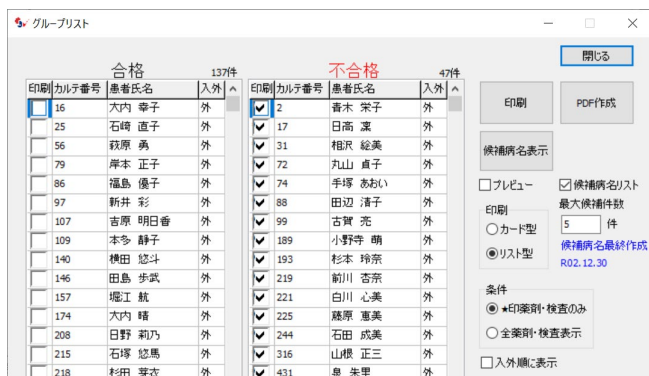 グループリスト
閉じる
合格 137件
不合格 47件
印刷 カルテ番号 患者氏名 入外
16 大内 幸子 外
25 石﨑 直子 外
56 萩原 勇 外
79 岸本 正子 外
86 福島 優子 外
97 新井 彩 外
107 吉原 明日香 外
109 本多 静子 外
140 横田 悠斗 外
146 田島 歩武 外
157 堀江 航 外
174 大内 晴 外
208 日野 莉乃 外
215 石塚 悠馬 外
218 杉田 芽衣 外
印刷 カルテ番号 患者氏名 入外
2 青木 栄子 外
17 日高 凜 外
31 相沢 絵美 外
72 丸山 貞子 外
74 手塚 あおい 外
88 田辺 清子 外
99 古賀 亮 外
189 小野寺 萌 外
193 杉本 玲奈 外
219 前川 杏奈 外
221 白川 心美 外
225 藤原 恵美 外
244 石田 成美 外
316 山根 正三 外
431 泉 朱里 外
印刷
PDF作成
候補病名表示
プレビュー
候補病名リスト
最大候補件数
5 件
印刷
カード型
リスト型
候補病名最終作成
R02.12.30
条件
★印薬剤・検査のみ
全薬剤・検査表示
入外順に表示